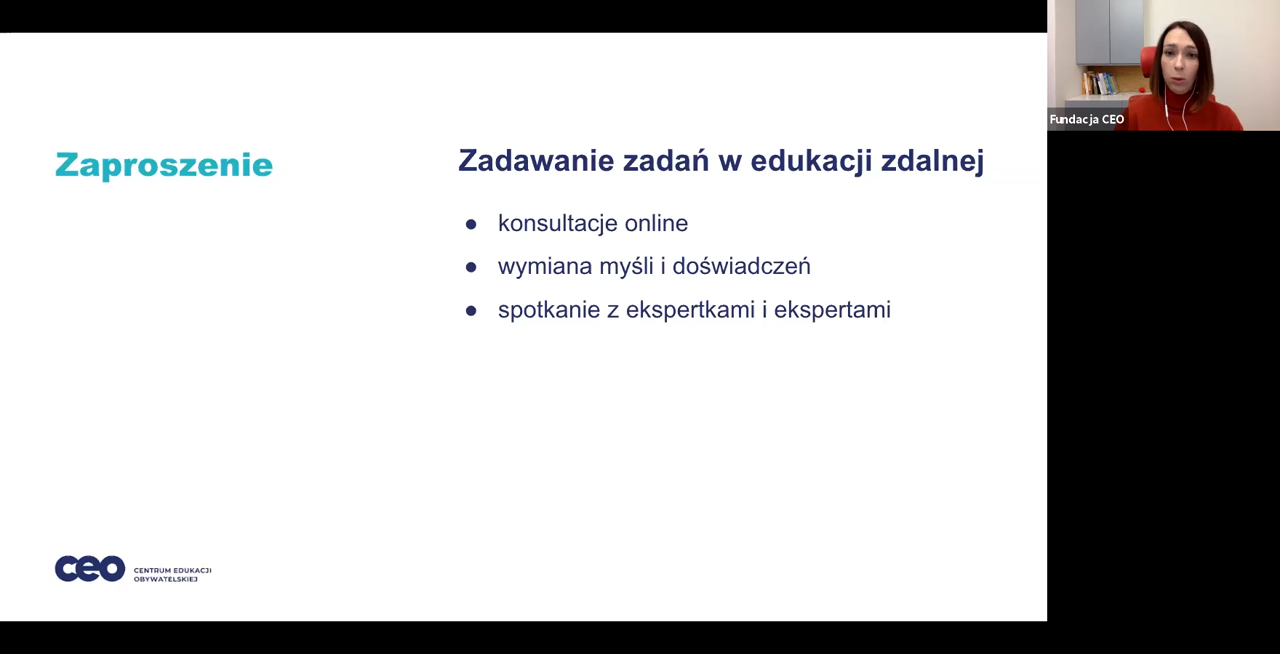 Zaproszenie
Zadawanie zadań w edukacji zdalnej
● konsultacje online
● wymiana myśli i doświadczeń
● spotkanie z ekspertkami i ekspertami
ceo
CENTRUM EDUKACJI
OBYWATELSKIEJ
Fundacja CEO